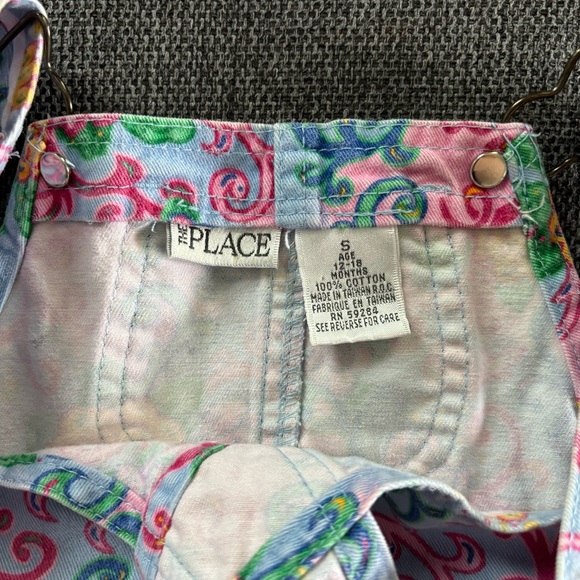 THE PLACE
S
AGE
12-18
MONTHS
100% COTTON
MADE IN TAIWAN R.O.C.
FABRIQUE EN TAIWAN
RN 59284
SEE REVERSE FOR CARE